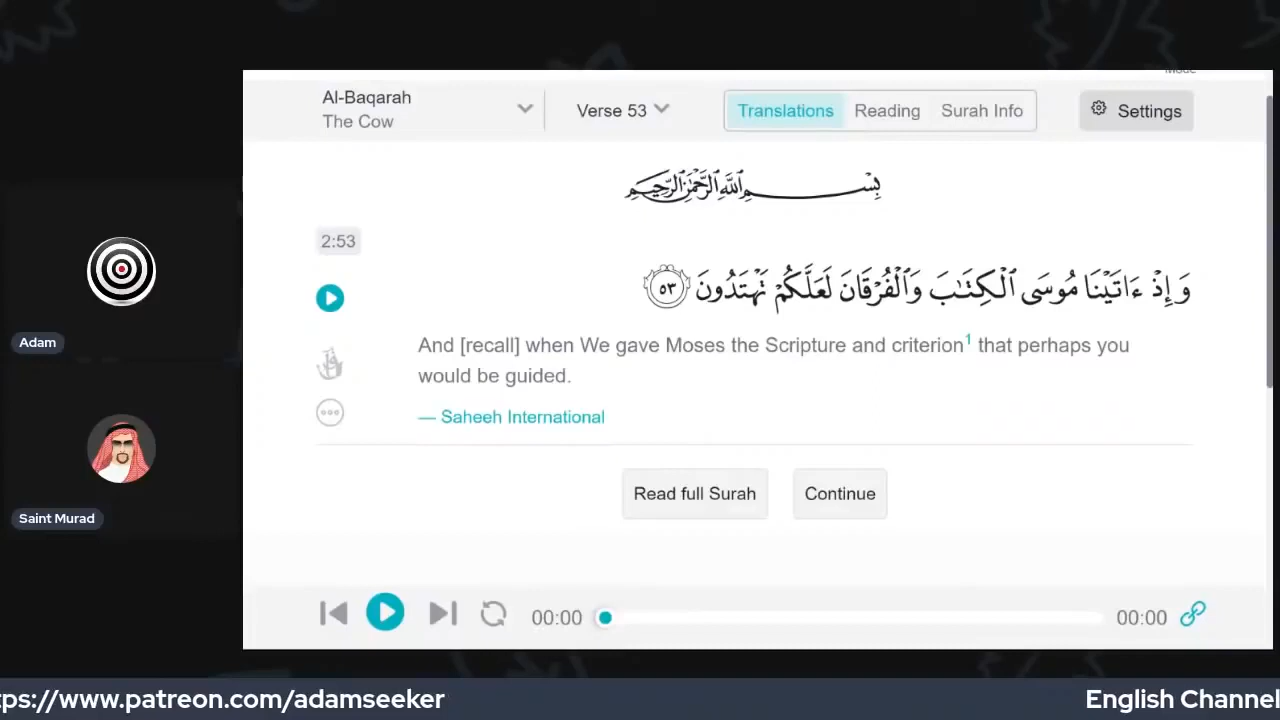 Mode
Al-Baqarah
The Cow
Verse 53
Translations
Reading
Surah Info
Settings
بِسْمِ ٱللَّهِ ٱلرَّحْمَٰنِ ٱلرَّحِيمِ
2:53
وَإِذْ ءَاتَيْنَا مُوسَى ٱلْكِتَـٰبَ وَٱلْفُرْقَانَ لَعَلَّكُمْ تَهْتَدُونَ ٥٣
And [recall] when We gave Moses the Scripture and criterion1 that perhaps you
would be guided.
— Saheeh International
Read full Surah
Continue
00:00
00:00
Adam
Saint Murad
tps://www.patreon.com/adamseeker
English Channel